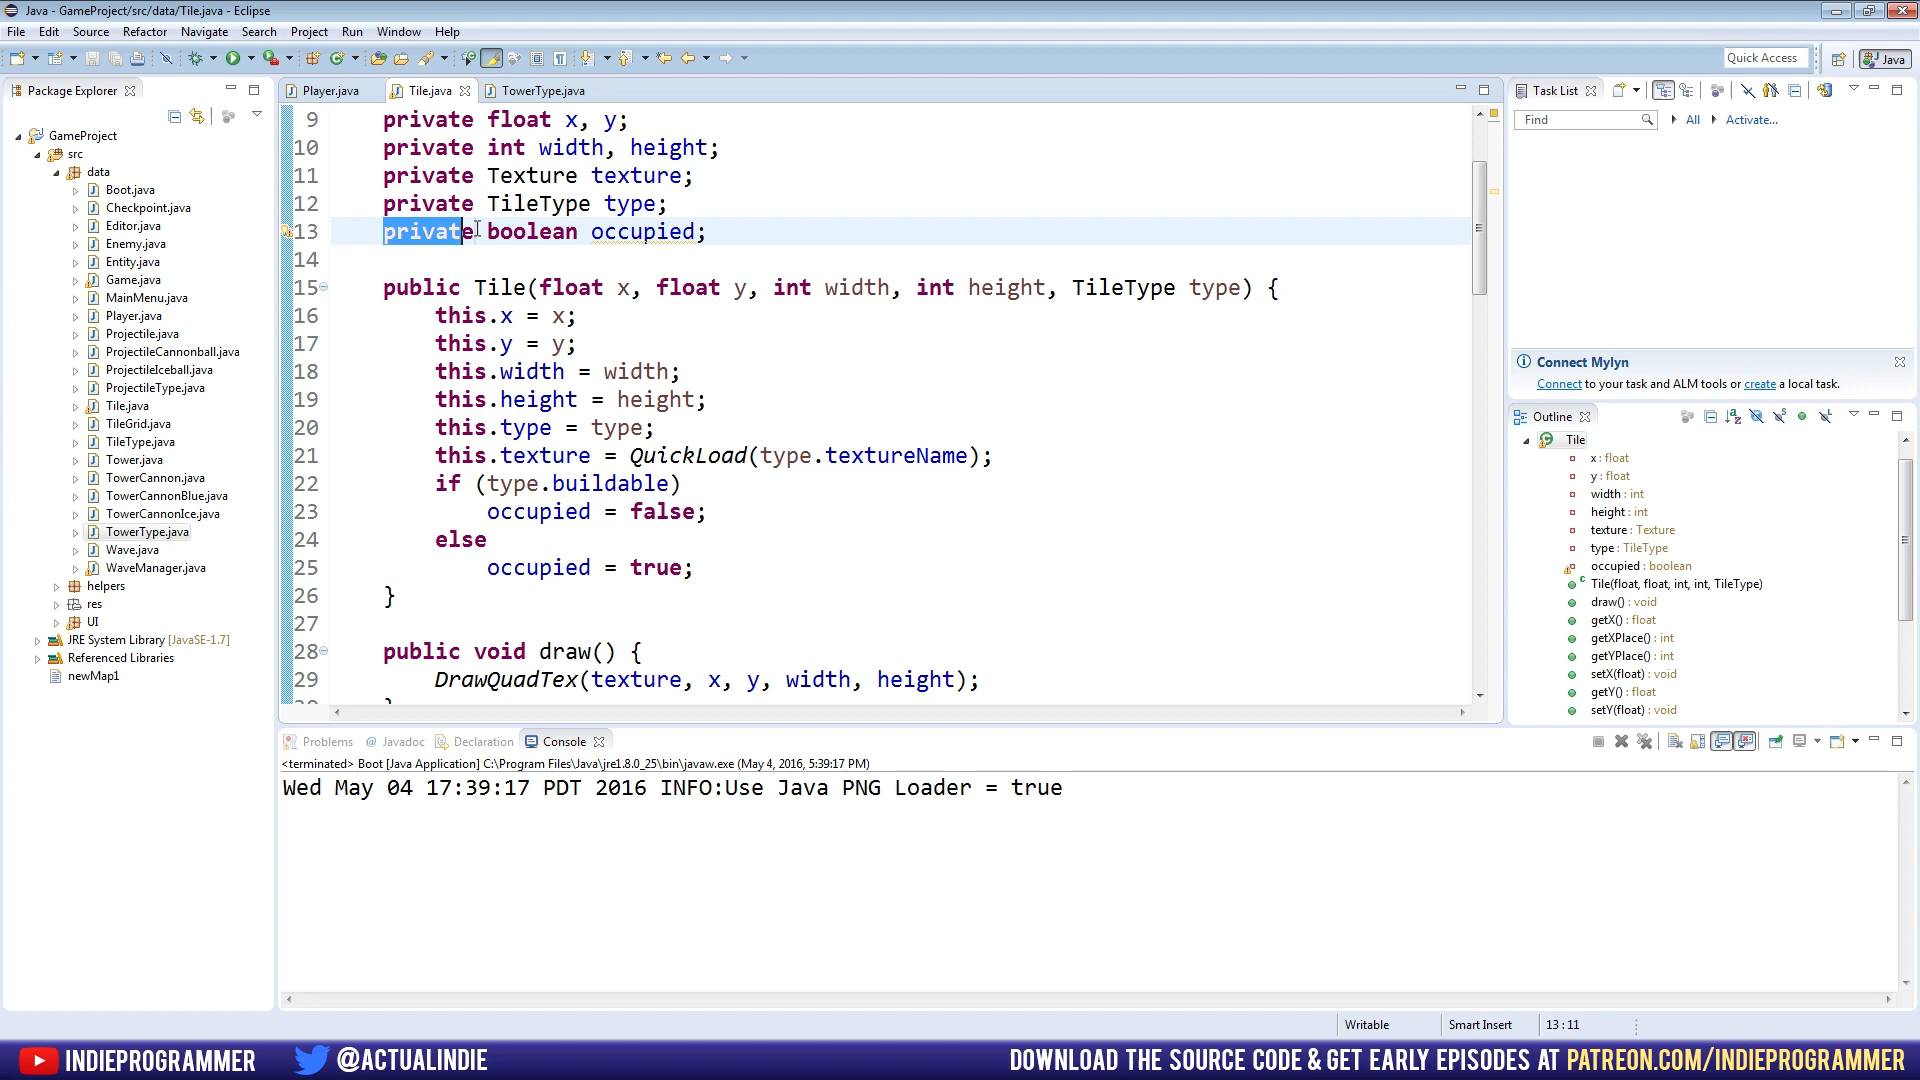 Java - GameProject/src/data/Tile.java - Eclipse
File Edit Source Refactor Navigate Search Project Run Window Help
Quick Access
Java
Package Explorer
GameProject
src
data
Boot.java
Checkpoint.java
Editor.java
Enemy.java
Entity.java
Game.java
MainMenu.java
Player.java
Projectile.java
ProjectileCannonball.java
ProjectileIceball.java
ProjectileType.java
Tile.java
TileGrid.java
TileType.java
Tower.java
TowerCannon.java
TowerCannonBlue.java
TowerCannonIce.java
TowerType.java
Wave.java
WaveManager.java
helpers
res
UI
JRE System Library [JavaSE-1.7]
Referenced Libraries
newMap1
Player.java Tile.java TowerType.java
9 private float x, y;
10 private int width, height;
11 private Texture texture;
12 private TileType type;
13 private boolean occupied;
14
15 public Tile(float x, float y, int width, int height, TileType type) {
16 this.x = x;
17 this.y = y;
18 this.width = width;
19 this.height = height;
20 this.type = type;
21 this.texture = QuickLoad(type.textureName);
22 if (type.buildable)
23 occupied = false;
24 else
25 occupied = true;
26 }
27
28 public void draw() {
29 DrawQuadTex(texture, x, y, width, height);
Task List
Find All Activate...
Connect Mylyn
Connect to your task and ALM tools or create a local task.
Outline
Tile
x : float
y : float
width : int
height : int
texture : Texture
type : TileType
occupied : boolean
Tile(float, float, int, int, TileType)
draw() : void
getX() : float
getXPlace() : int
getYPlace() : int
setX(float) : void
getY() : float
setY(float) : void
Problems @ Javadoc Declaration Console
<terminated> Boot [Java Application] C:\Program Files\Java\jre1.8.0_25\bin\javaw.exe (May 4, 2016, 5:39:17 PM)
Wed May 04 17:39:17 PDT 2016 INFO:Use Java PNG Loader = true
Writable Smart Insert 13 : 11
INDIEPROGRAMMER @ACTUALINDIE DOWNLOAD THE SOURCE CODE & GET EARLY EPISODES AT PATREON.COM/INDIEPROGRAMMER